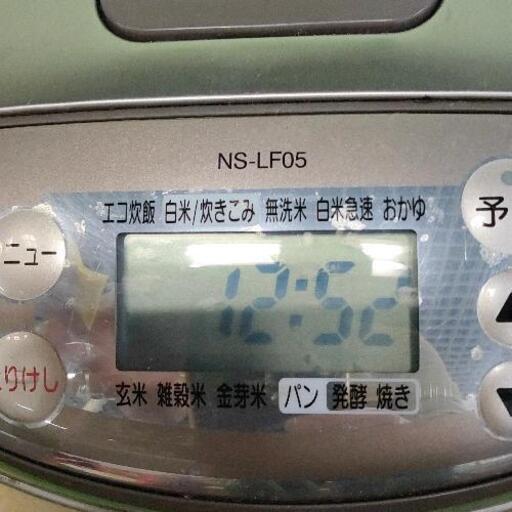 NS-LF05
エコ炊飯 白米/炊きこみ 無洗米 白米急速 おかゆ
予
ニュー
12:52
りけし
玄米 雑穀米 金芽米 パン 発酵 焼き